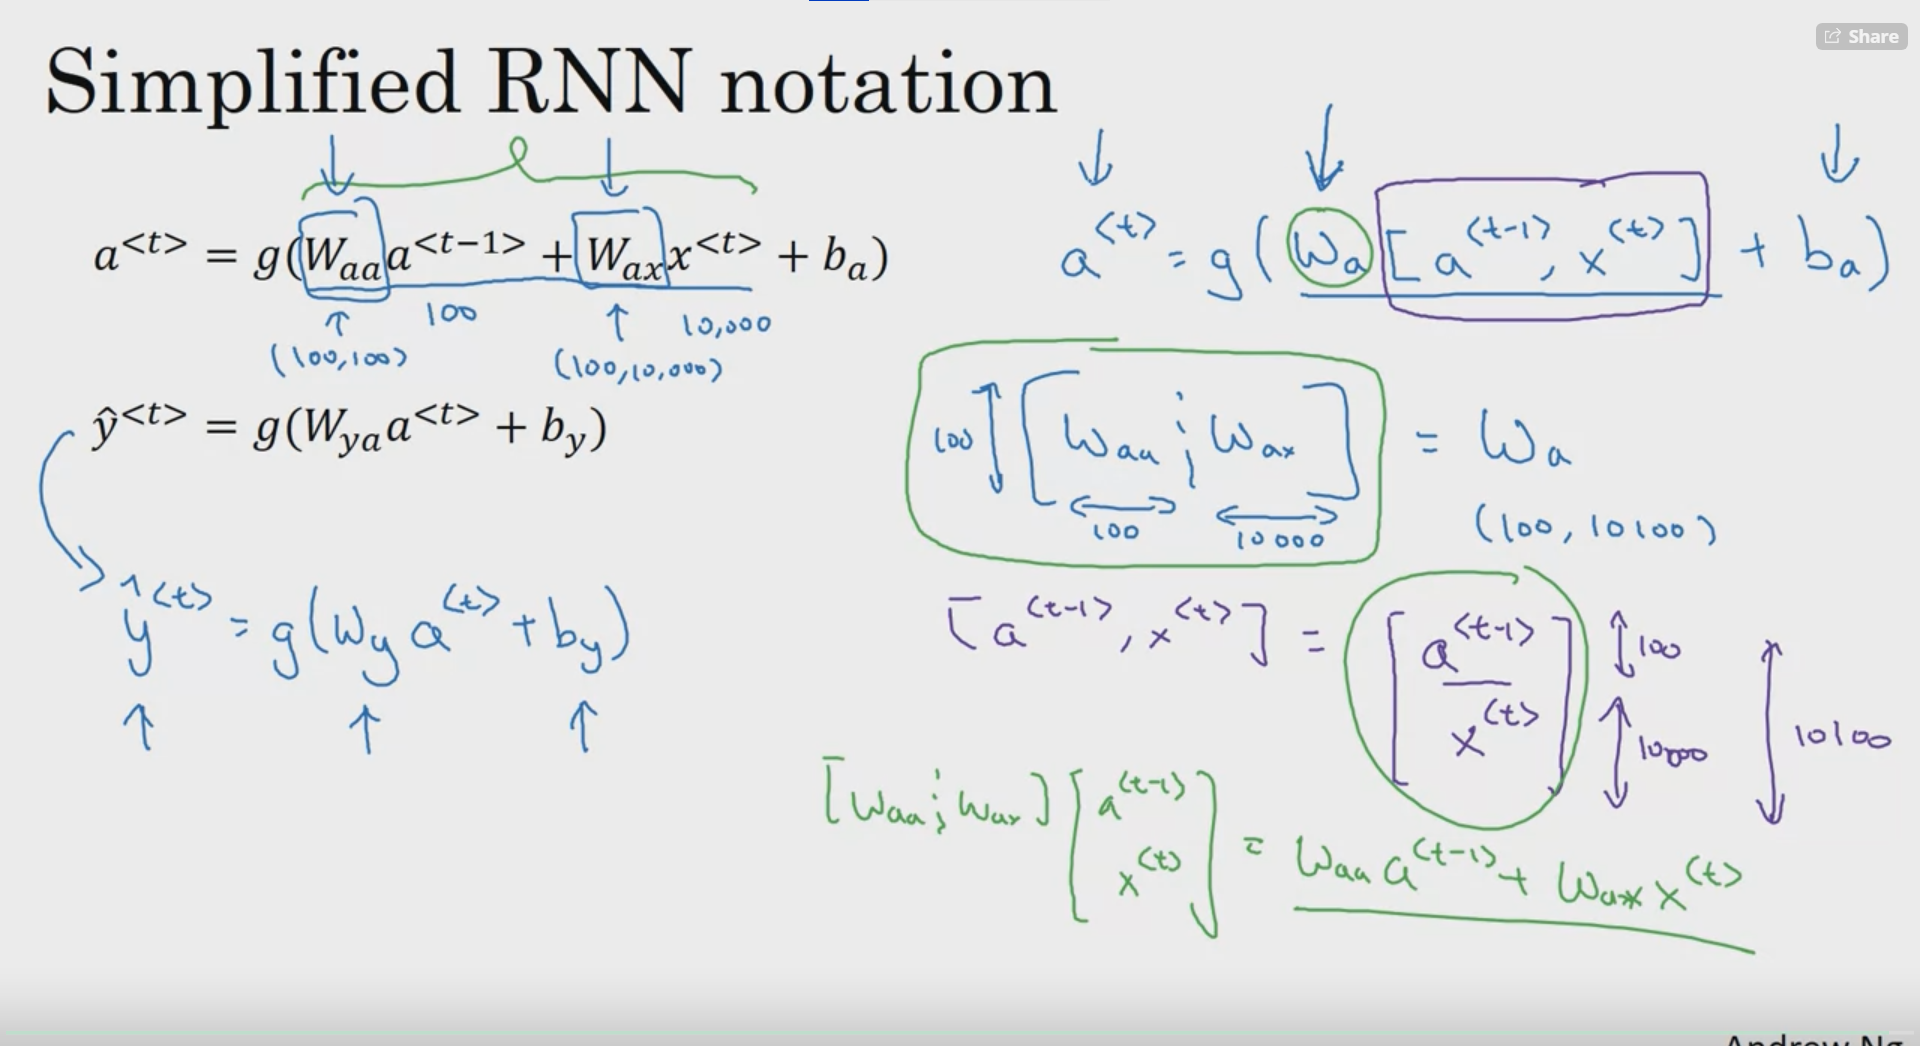 Share
Simplified RNN notation
a<t> = g(Waa a<t−1> + Wax x<t> + ba)
100 10,000
(100,100) (100,10,000)
ŷ<t> = g(Wya a<t> + by)
ŷ<t> = g(Wy a<t> + by)
a<t> = g(Wa [a<t-1>, x<t>] + ba)
100 [Waa ¦ Wax] = Wa
100 10000 (100, 10100)
[a<t-1>, x<t>] = [a<t-1>
x<t>] 100 10000 10100
[Waa ¦ Wax] [a<t-1>
x<t>] = Waa a<t-1> + Wax x<t>
Andrew Ng